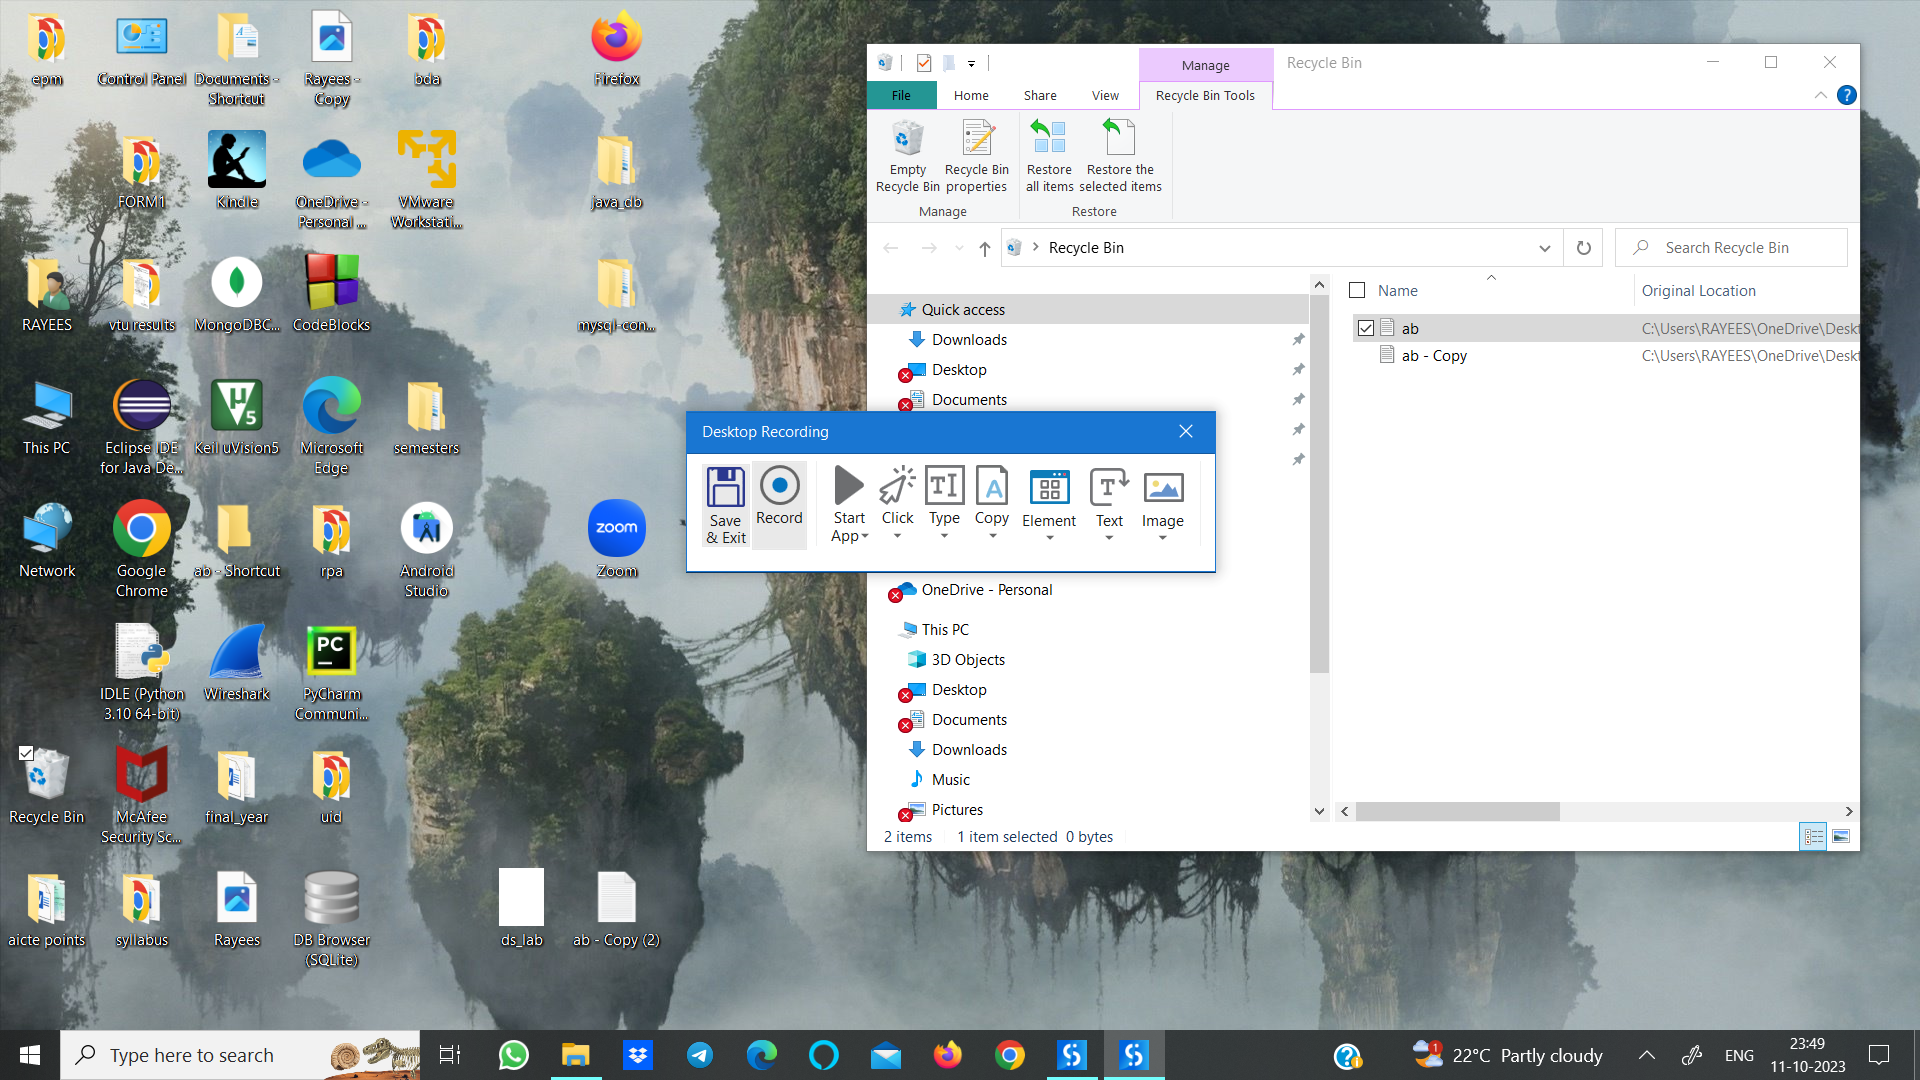 epm
Control Panel
Documents -
Shortcut
Rayees -
Copy
bda
Firefox
FORM1
Kindle
OneDrive -
Personal ...
VMware
Workstati...
java_db
RAYEES
vtu results
MongoDBC...
CodeBlocks
mysql-con...
This PC
Eclipse IDE
for Java De...
Keil uVision5
Microsoft
Edge
semesters
Network
Google
Chrome
ab - Shortcut
rpa
Android
Studio
zoom
Zoom
IDLE (Python
3.10 64-bit)
Wireshark
PC
PyCharm
Communi...
Recycle Bin
McAfee
Security Sc...
final_year
uid
aicte points
syllabus
Rayees
DB Browser
(SQLite)
ds_lab
ab - Copy (2)
Manage
Recycle Bin
File
Home
Share
View
Recycle Bin Tools
Empty
Recycle Bin
Recycle Bin
properties
Restore
all items
Restore the
selected items
Manage
Restore
Recycle Bin
Search Recycle Bin
Quick access
Downloads
Desktop
Documents
OneDrive - Personal
This PC
3D Objects
Desktop
Documents
Downloads
Music
Pictures
Name
Original Location
ab
C:\Users\RAYEES\OneDrive\Deskt
ab - Copy
C:\Users\RAYEES\OneDrive\Deskt
2 items
1 item selected 0 bytes
Desktop Recording
Save
& Exit
Record
Start
App
Click
Type
Copy
Element
Text
Image
Type here to search
1
22°C Partly cloudy
ENG
23:49
11-10-2023